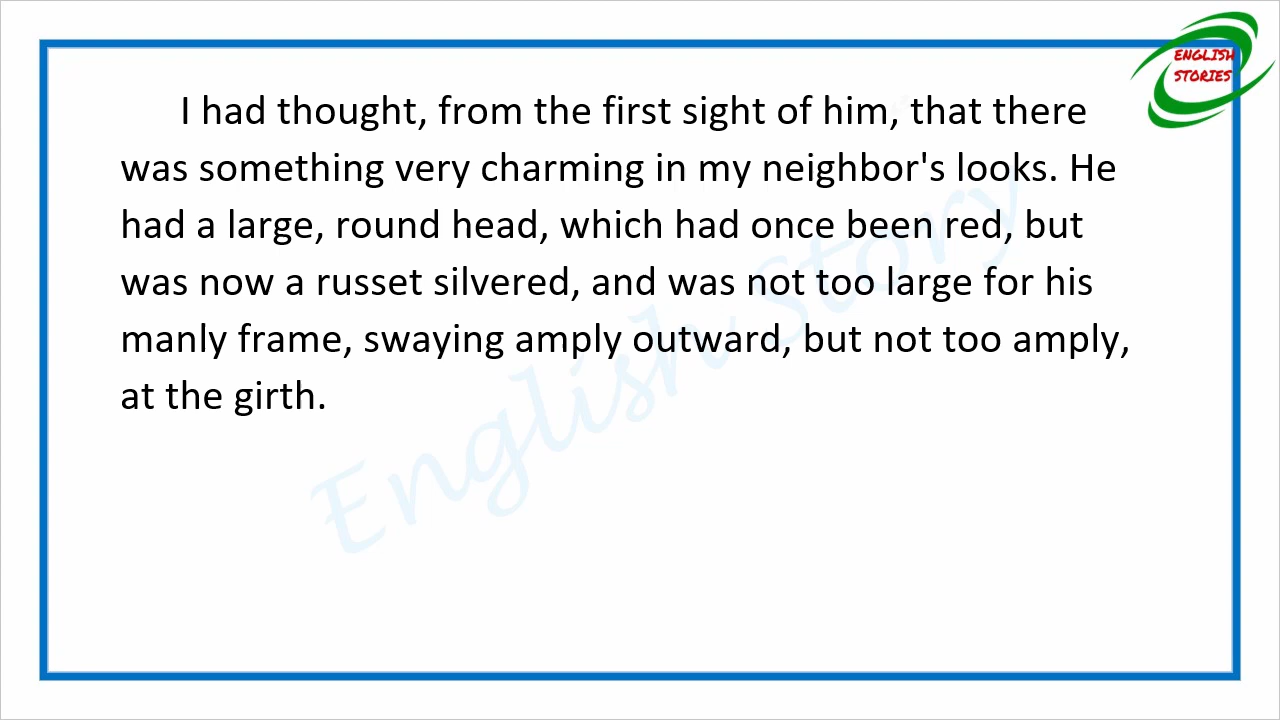 ENGLISH
STORIES
I had thought, from the first sight of him, that there
was something very charming in my neighbor's looks. He
had a large, round head, which had once been red, but
was now a russet silvered, and was not too large for his
manly frame, swaying amply outward, but not too amply,
at the girth.
English Story